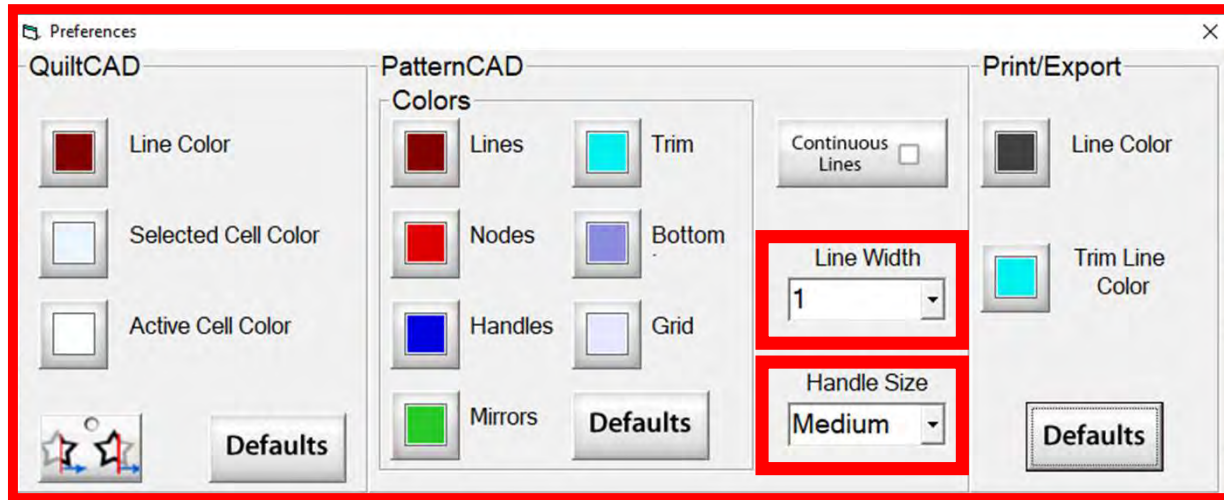 Preferences
QuiltCAD
Line Color
Selected Cell Color
Active Cell Color
Defaults
PatternCAD
Colors
Lines
Trim
Nodes
Bottom
Handles
Grid
Mirrors
Defaults
Continuous
Lines
Line Width
1
Handle Size
Medium
Print/Export
Line Color
Trim Line
Color
Defaults